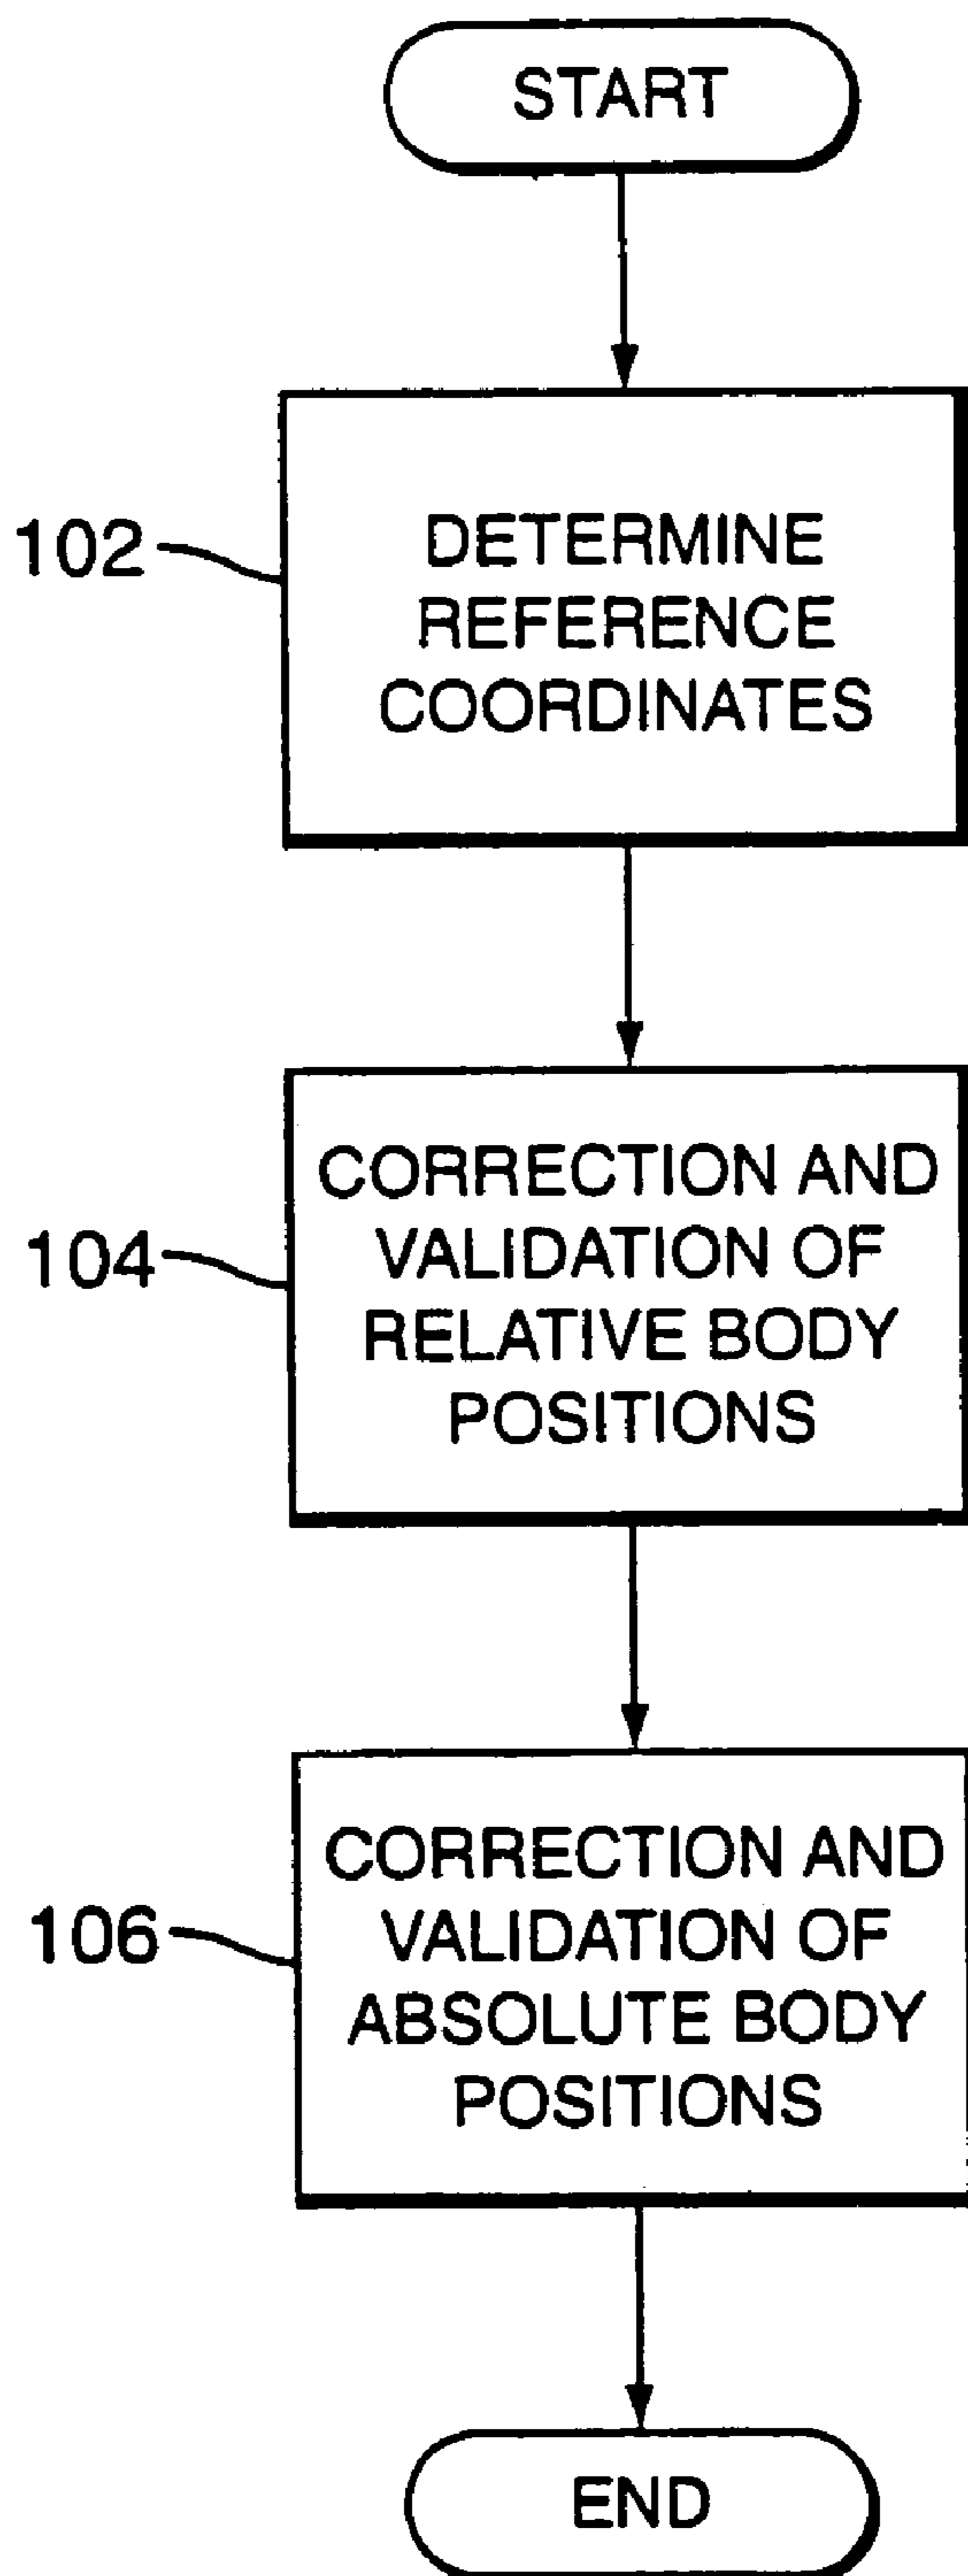 START
102
DETERMINE
REFERENCE
COORDINATES
104
CORRECTION AND
VALIDATION OF
RELATIVE BODY
POSITIONS
106
CORRECTION AND
VALIDATION OF
ABSOLUTE BODY
POSITIONS
END